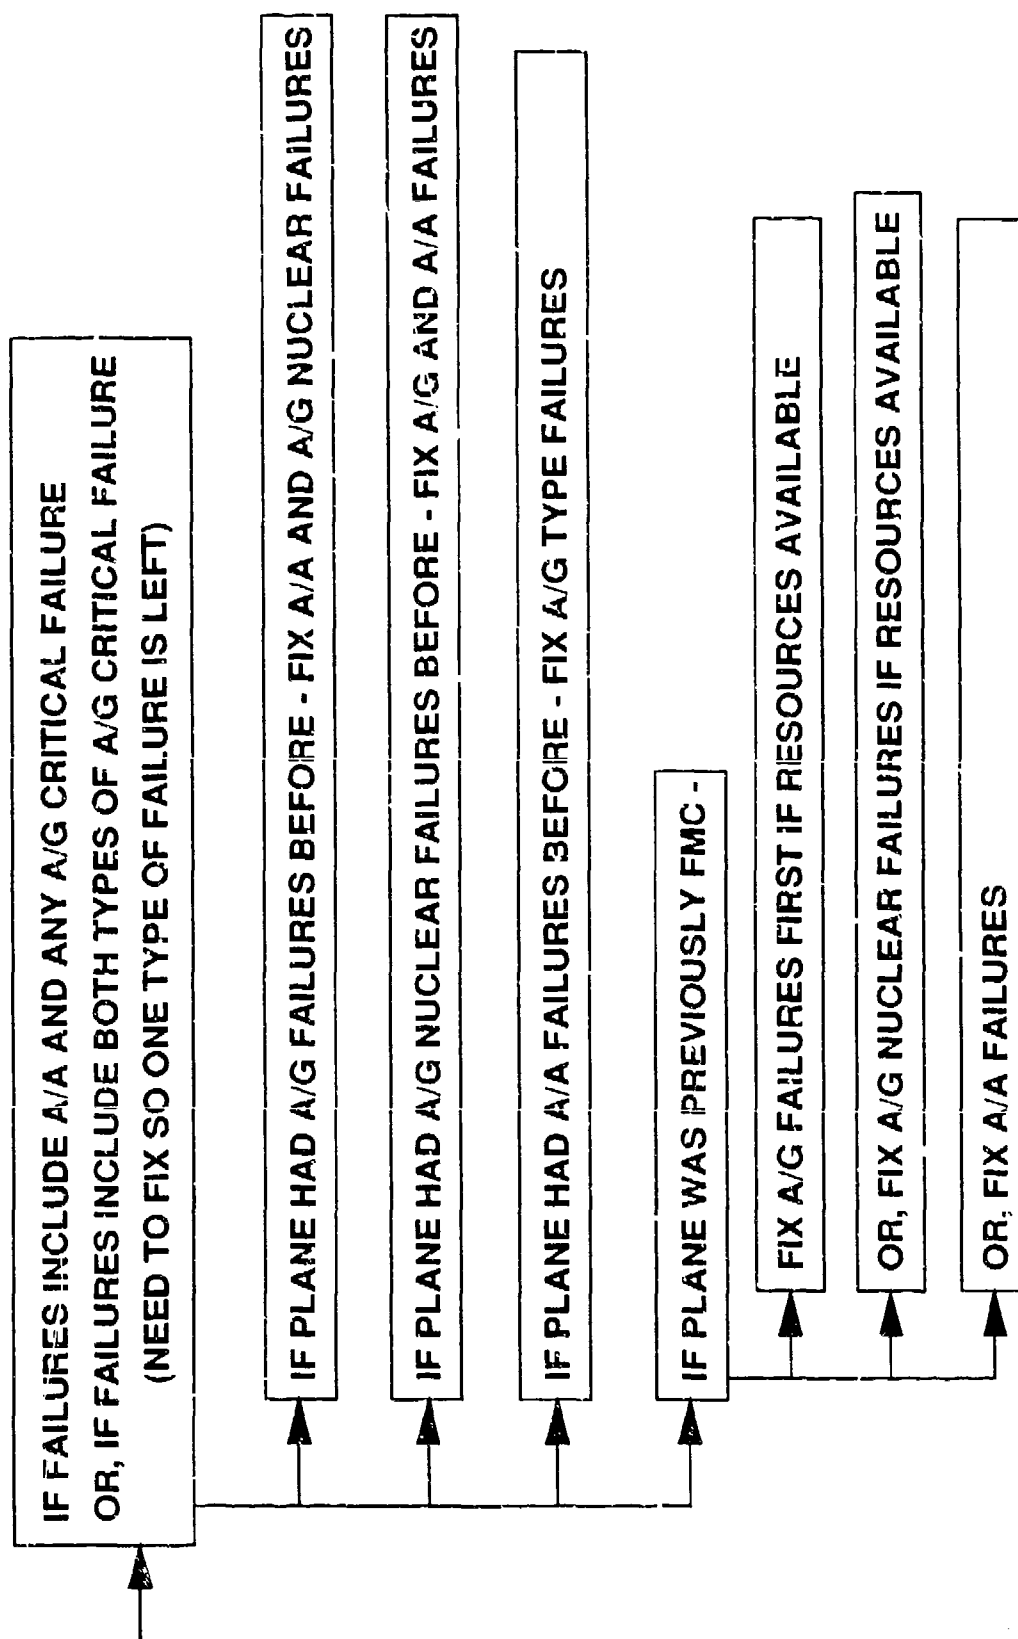 IF FAILURES INCLUDE A/A AND ANY A/G CRITICAL FAILURE
OR, IF FAILURES INCLUDE BOTH TYPES OF A/G CRITICAL FAILURE
(NEED TO FIX SO ONE TYPE OF FAILURE IS LEFT)
IF PLANE HAD A/G FAILURES BEFORE - FIX A/A AND A/G NUCLEAR FAILURES
IF PLANE HAD A/G NUCLEAR FAILURES BEFORE - FIX A/G AND A/A FAILURES
IF PLANE HAD A/A FAILURES BEFORE - FIX A/G TYPE FAILURES
IF PLANE WAS PREVIOUSLY FMC -
FIX A/G FAILURES FIRST IF RESOURCES AVAILABLE
OR, FIX A/G NUCLEAR FAILURES IF RESOURCES AVAILABLE
OR, FIX A/A FAILURES